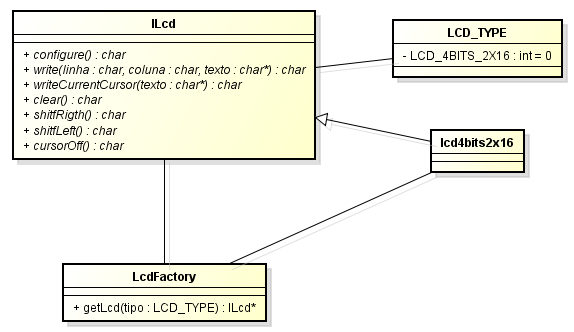 ILcd
+ configure() : char
+ write(linha : char, coluna : char, texto : char*) : char
+ writeCurrentCursor(texto : char*) : char
+ clear() : char
+ shitfRigth() : char
+ shitfLeft() : char
+ cursorOff() : char
LCD_TYPE
- LCD_4BITS_2X16 : int = 0
lcd4bits2x16
LcdFactory
+ getLcd(tipo : LCD_TYPE) : ILcd*